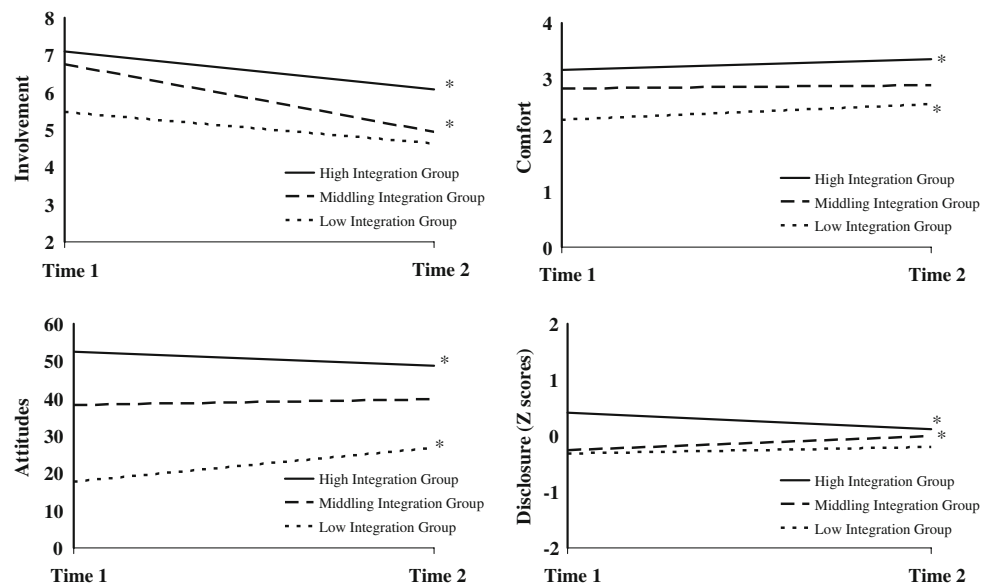 8
7
6
5
4
3
2
Involvement
*
*
High Integration Group
Middling Integration Group
Low Integration Group
Time 1
Time 2
4
3
2
1
0
Comfort
*
*
High Integration Group
Middling Integration Group
Low Integration Group
Time 1
Time 2
60
50
40
30
20
10
0
Attitudes
*
*
High Integration Group
Middling Integration Group
Low Integration Group
Time 1
Time 2
2
1
0
-1
-2
Disclosure (Z scores)
*
*
High Integration Group
Middling Integration Group
Low Integration Group
Time 1
Time 2